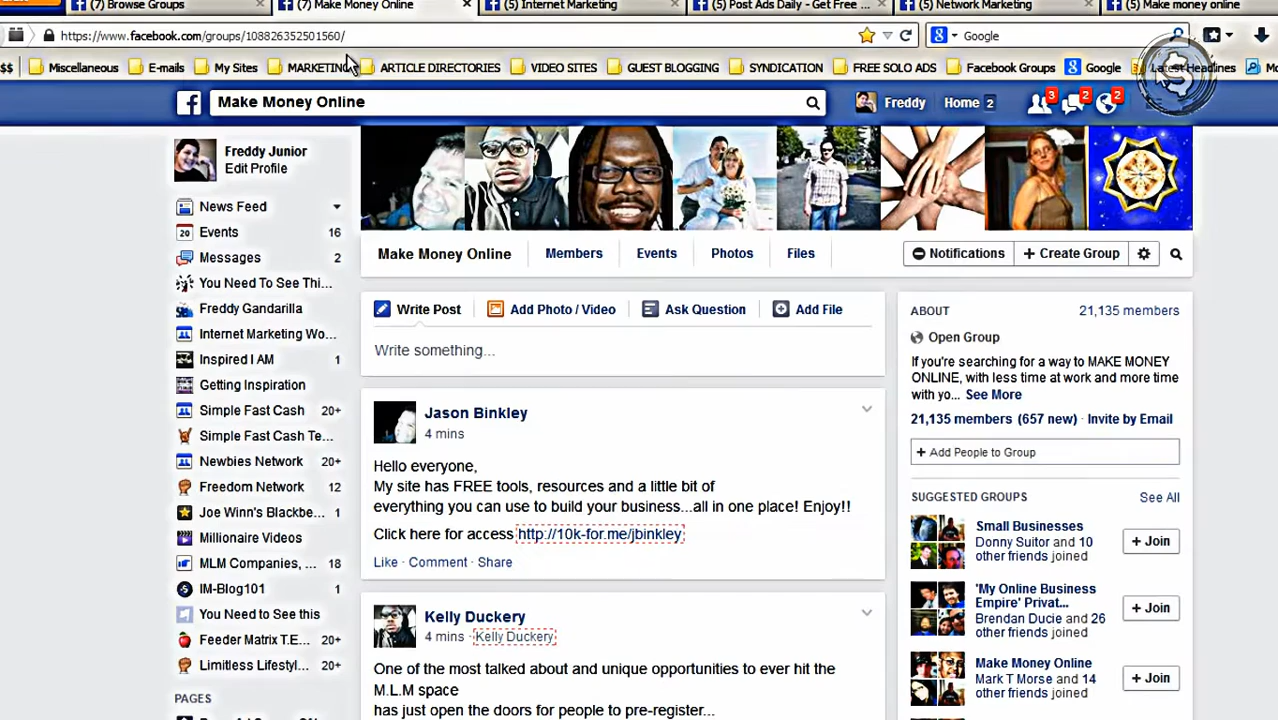 (7) Browse Groups
(7) Make Money Online
(5) Internet Marketing
(5) Post Ads Daily - Get Free ...
(5) Network Marketing
(5) Make money online
https://www.facebook.com/groups/108826352501560/
Google
$$
Miscellaneous
E-mails
My Sites
MARKETING
ARTICLE DIRECTORIES
VIDEO SITES
GUEST BLOGGING
SYNDICATION
FREE SOLO ADS
Facebook Groups
Google
Latest Headlines
Make Money Online
Freddy
Home 2
3
2
2
Freddy Junior
Edit Profile
News Feed
20 Events 16
Messages 2
You Need To See Thi...
Freddy Gandarilla
Internet Marketing Wo...
Inspired I AM 1
Getting Inspiration
Simple Fast Cash 20+
Simple Fast Cash Te...
Newbies Network 20+
Freedom Network 12
Joe Winn's Blackbe... 1
Millionaire Videos
MLM Companies, ... 18
IM-Blog101 1
You Need to See this
Feeder Matrix T.E... 20+
Limitless Lifestyl... 20+
PAGES
Make Money Online
Members
Events
Photos
Files
Notifications
+ Create Group
Write Post
Add Photo / Video
Ask Question
Add File
Write something...
Jason Binkley
4 mins
Hello everyone,
My site has FREE tools, resources and a little bit of
everything you can use to build your business...all in one place! Enjoy!!
Click here for access http://10k-for.me/jbinkley
Like · Comment · Share
Kelly Duckery
4 mins · Kelly Duckery
One of the most talked about and unique opportunities to ever hit the
M.L.M space
has just open the doors for people to pre-register...
ABOUT
21,135 members
Open Group
If you're searching for a way to MAKE MONEY
ONLINE, with less time at work and more time
with yo... See More
21,135 members (657 new) · Invite by Email
+ Add People to Group
SUGGESTED GROUPS
See All
Small Businesses
Donny Suitor and 10
other friends joined
+ Join
'My Online Business
Empire' Privat...
Brendan Ducie and 26
other friends joined
+ Join
Make Money Online
Mark T Morse and 14
other friends joined
+ Join